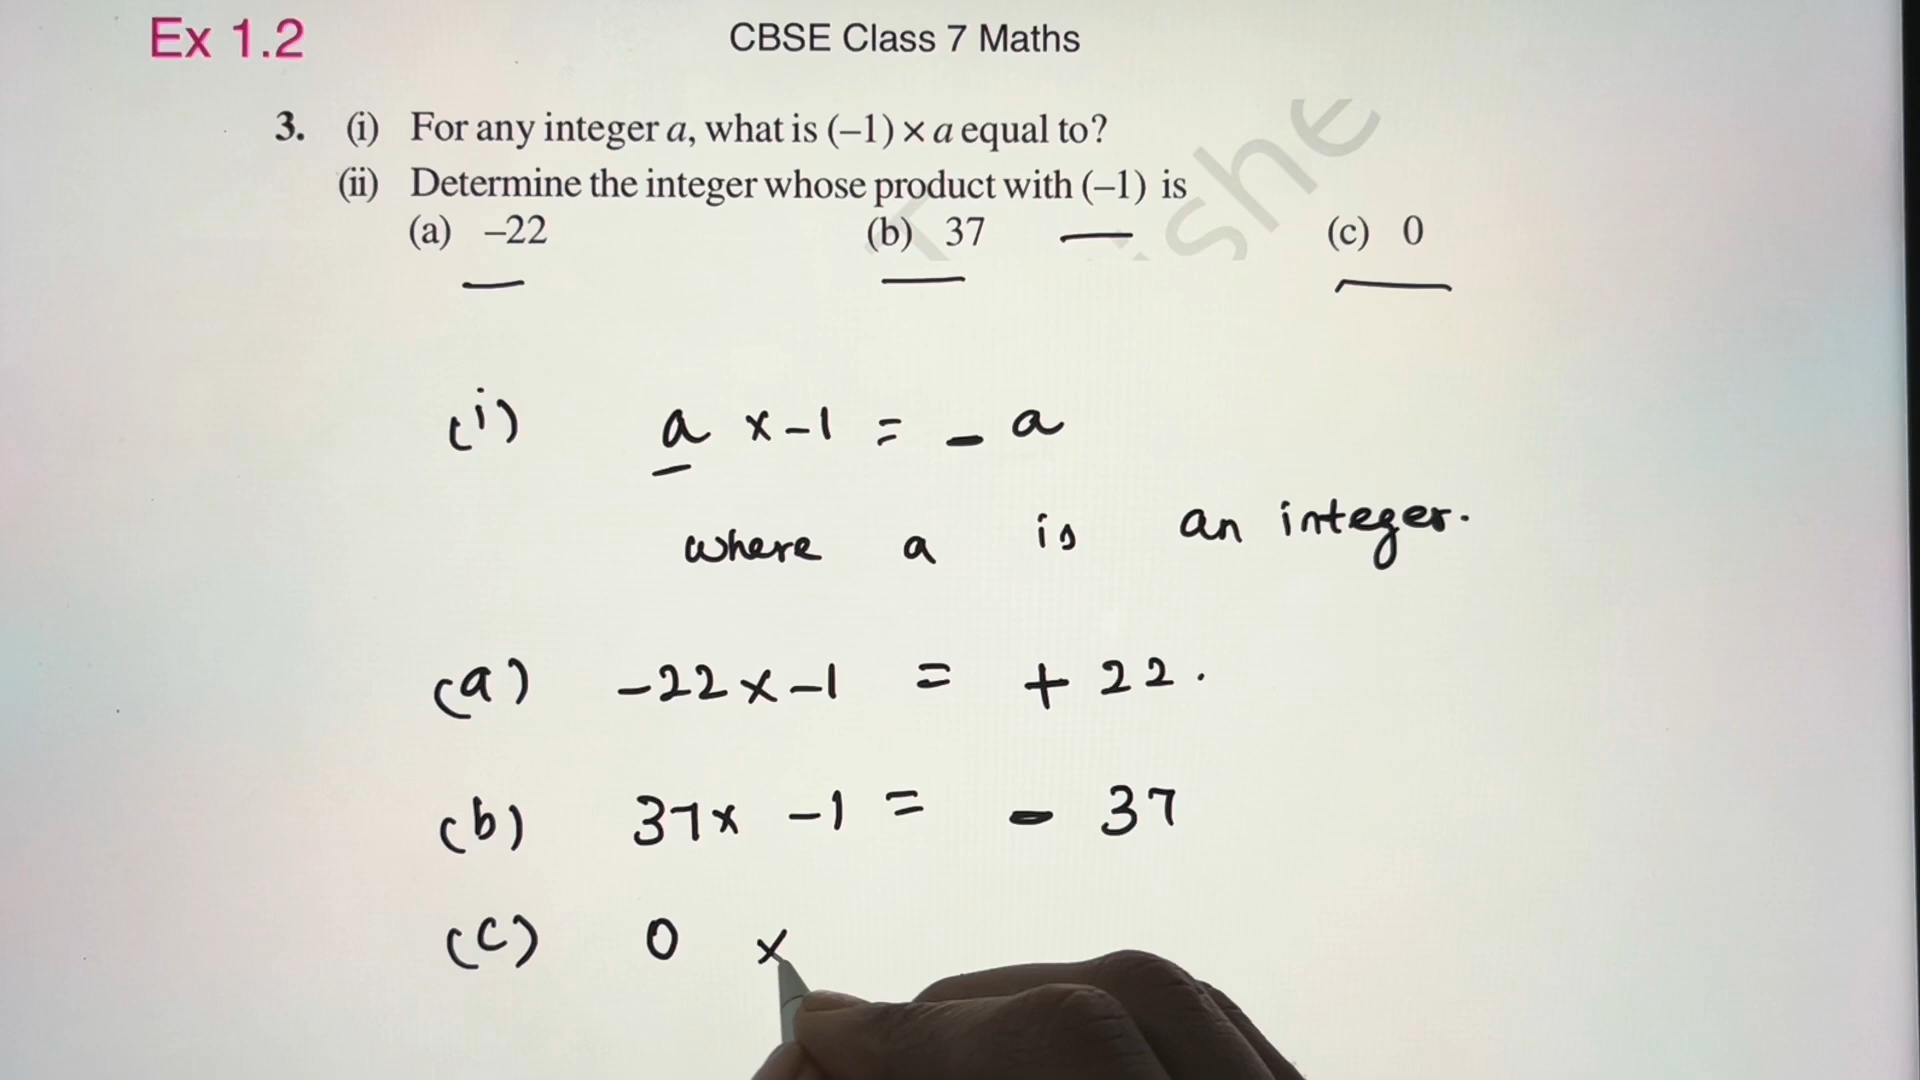 Ex 1.2
CBSE Class 7 Maths
3. (i) For any integer a, what is (–1) × a equal to?
(ii) Determine the integer whose product with (–1) is
(a) –22 (b) 37 (c) 0
she
(i) a x -1 = - a
where a is an integer.
(a) -22 x -1 = + 22.
(b) 37 x -1 = - 37
(c) 0 x